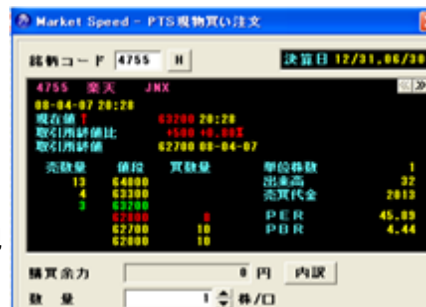 Market Speed - PTS現物買い注文
銘柄コード 4755 H 決算日 12/31,06/30
4755 楽天 JNX
08-04-07 20:28
現在値↑ 63200 20:28
取引所終値比 +500 +0.80%
取引所終値 62700 08-04-07
売数量 値段 買数量 単位株数 1
13 64000 出来高 32
4 63300 売買代金 2013
3 63200
62800 8 PER 45.09
62700 10 PBR 4.44
62000 10
購買余力 0 円 内訳
数 量 1 株/口